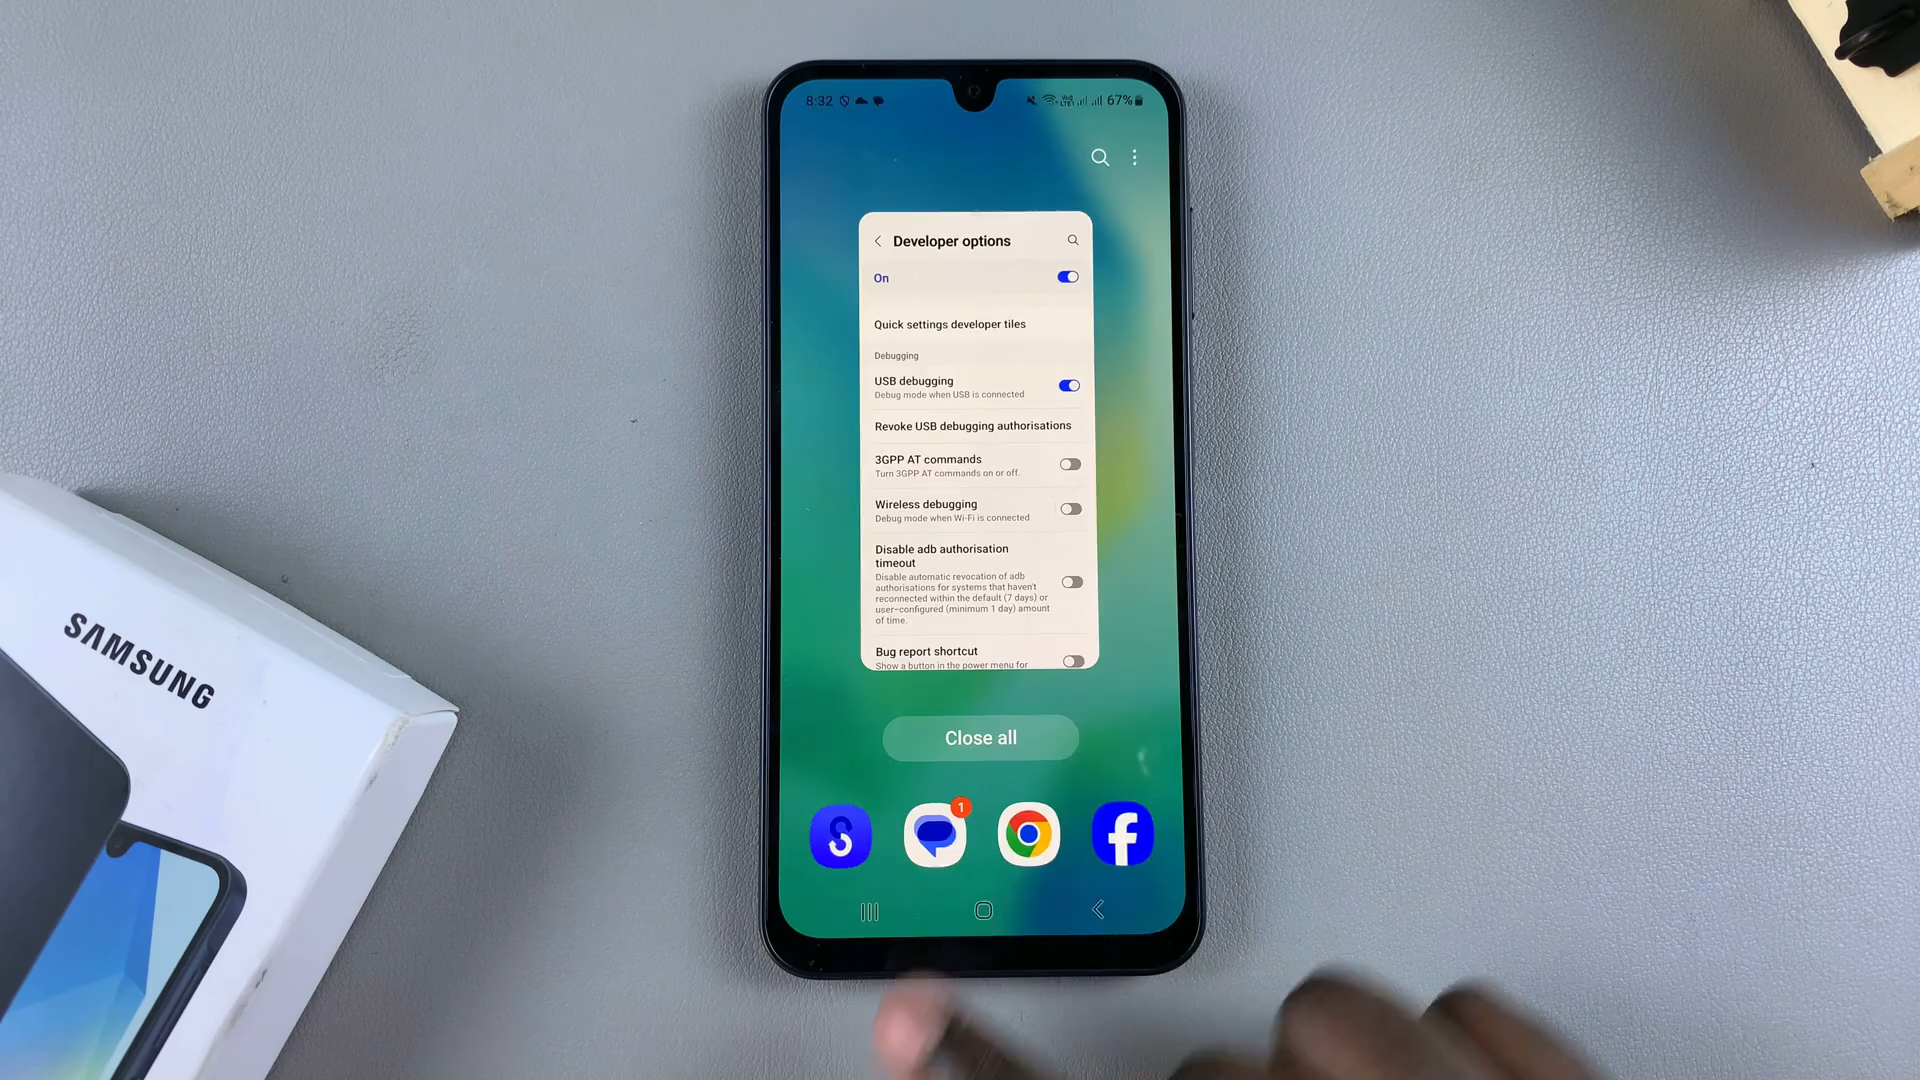 8:32
67%
Developer options
On
Quick settings developer tiles
Debugging
USB debugging
Debug mode when USB is connected
Revoke USB debugging authorisations
3GPP AT commands
Turn 3GPP AT commands on or off.
Wireless debugging
Debug mode when Wi-Fi is connected
Disable adb authorisation
timeout
Disable automatic revocation of adb
authorisations for systems that haven't
reconnected within the default (7 days) or
user-configured (minimum 1 day) amount
of time.
Bug report shortcut
Show a button in the power menu for
Close all
1
SAMSUNG